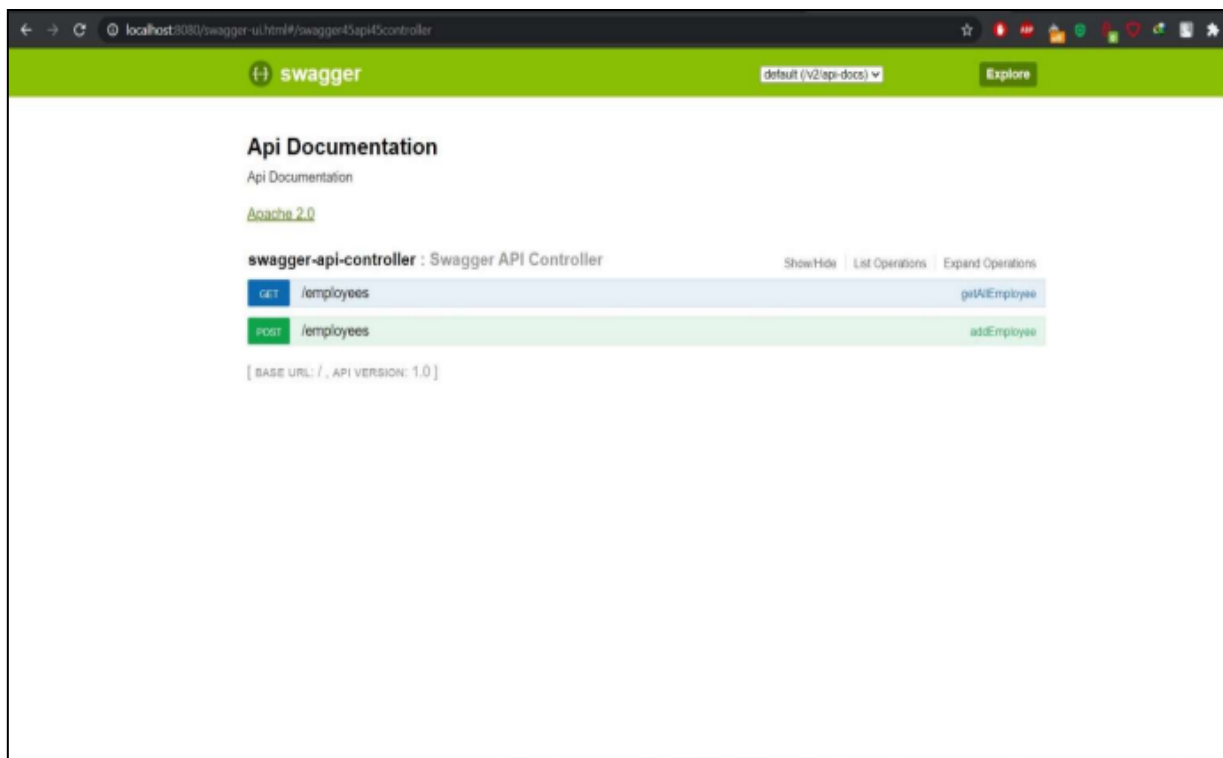 localhost:8080/swagger-ui.html#/swagger45api45controller
swagger
default (/v2/api-docs)
Explore
Api Documentation
Api Documentation
Apache 2.0
swagger-api-controller : Swagger API Controller
Show/Hide List Operations Expand Operations
GET /employees getAllEmployee
POST /employees addEmployee
[ BASE URL: / , API VERSION: 1.0 ]